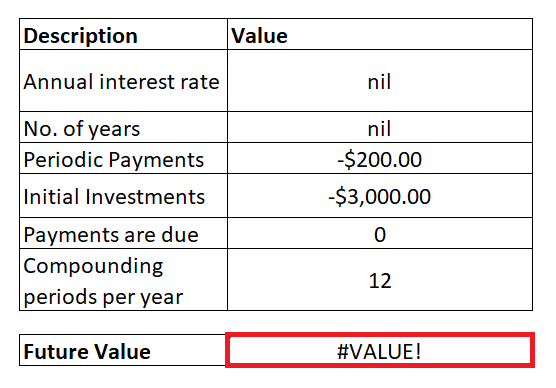 Description Value
Annual interest rate nil
No. of years nil
Periodic Payments -$200.00
Initial Investments -$3,000.00
Payments are due 0
Compounding
periods per year 12
Future Value #VALUE!